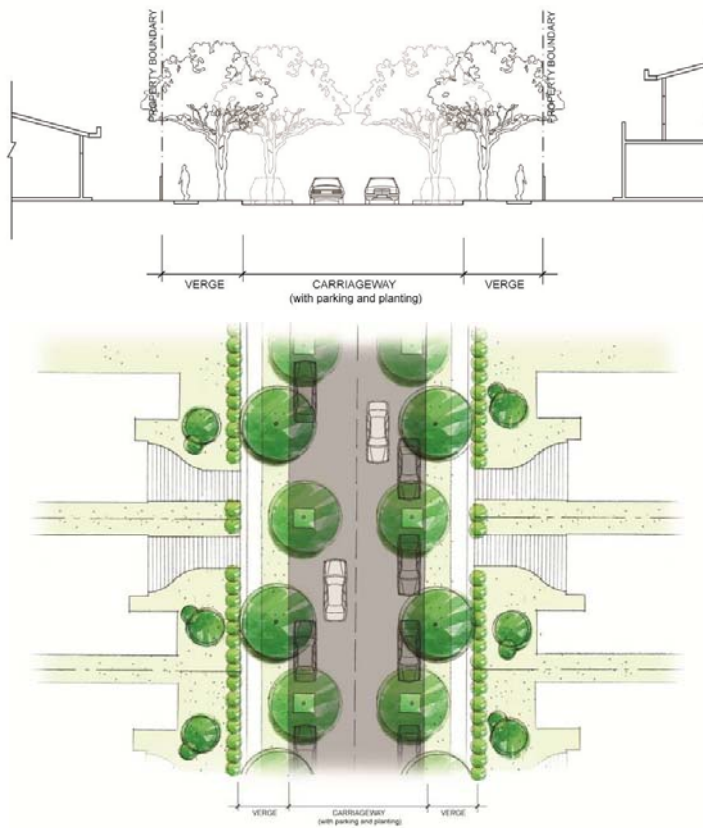 PROPERTY BOUNDARY
PROPERTY BOUNDARY
VERGE
CARRIAGEWAY
(with parking and planting)
VERGE
VERGE
CARRIAGEWAY
(with parking and planting)
VERGE